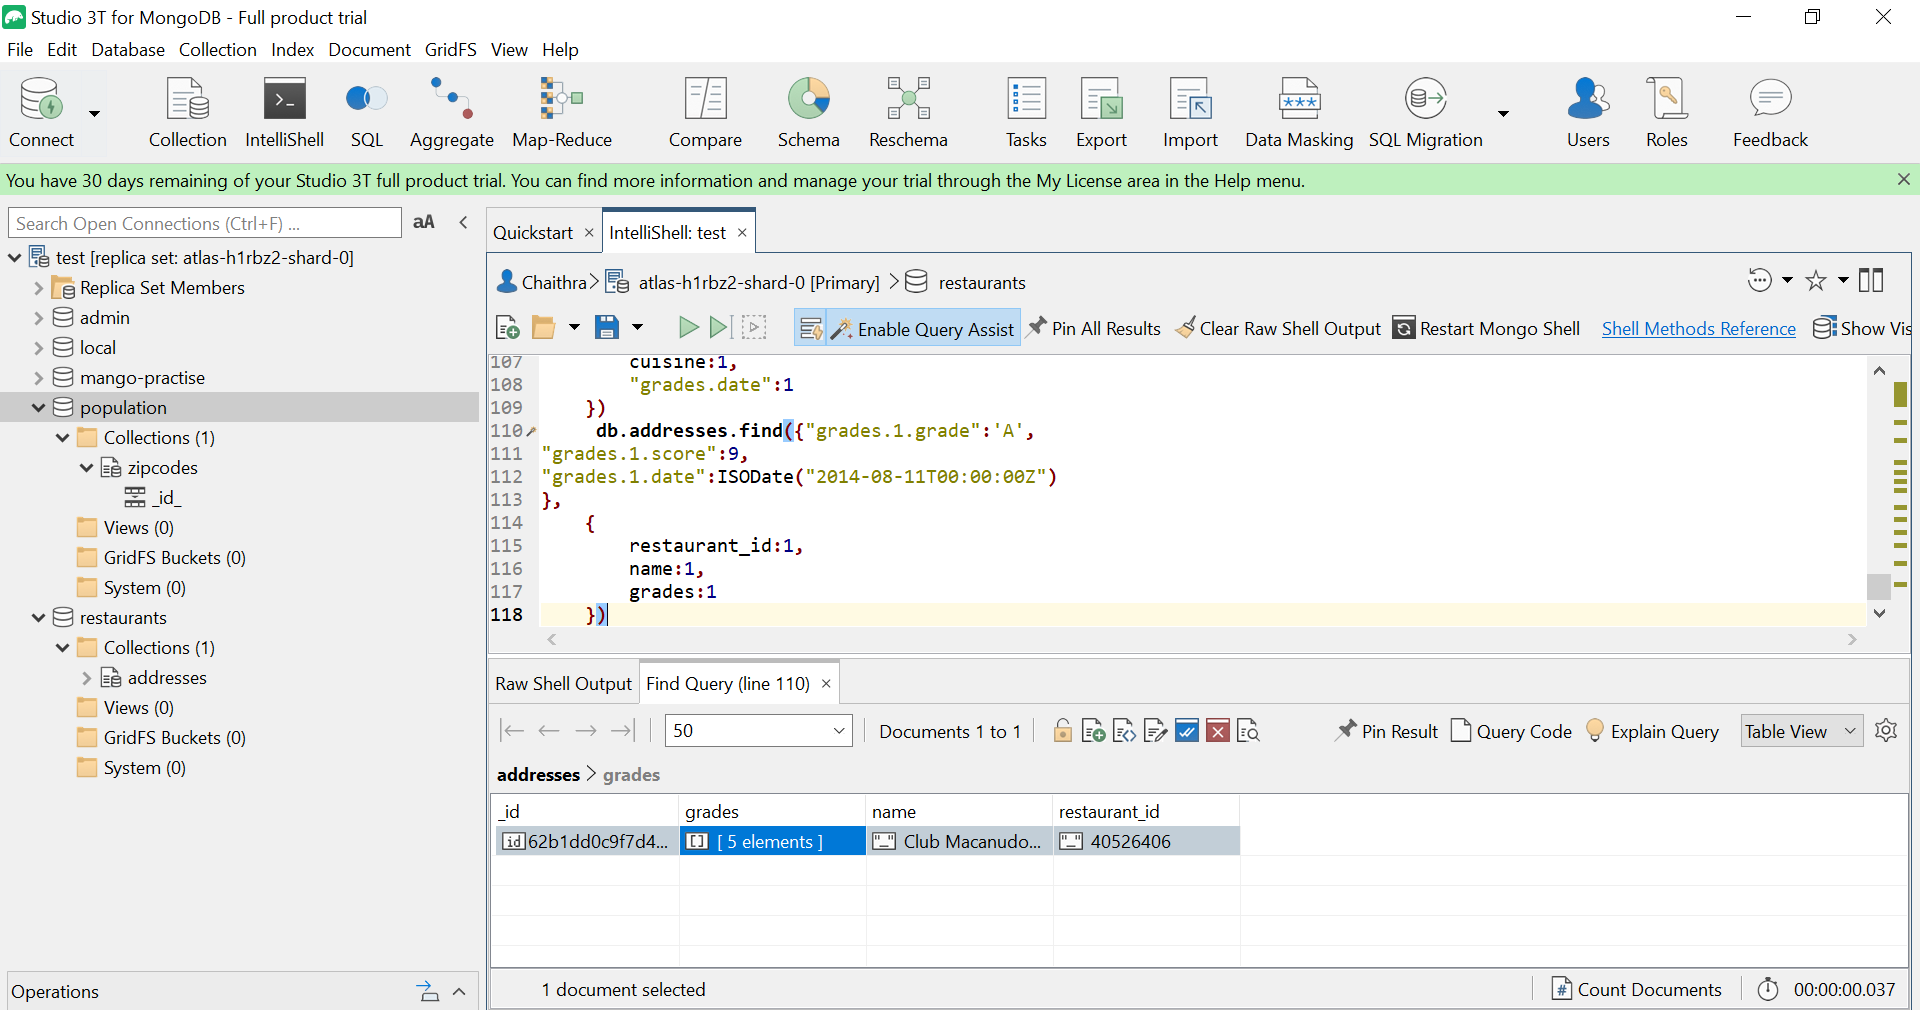 Studio 3T for MongoDB - Full product trial
File Edit Database Collection Index Document GridFS View Help
Connect Collection IntelliShell SQL Aggregate Map-Reduce Compare Schema Reschema Tasks Export Import Data Masking SQL Migration Users Roles Feedback
You have 30 days remaining of your Studio 3T full product trial. You can find more information and manage your trial through the My License area in the Help menu.
Search Open Connections (Ctrl+F) ... aA
test [replica set: atlas-h1rbz2-shard-0]
Replica Set Members
admin
local
mango-practise
population
Collections (1)
zipcodes
_id_
Views (0)
GridFS Buckets (0)
System (0)
restaurants
Collections (1)
addresses
Views (0)
GridFS Buckets (0)
System (0)
Operations
Quickstart IntelliShell: test
Chaithra atlas-h1rbz2-shard-0 [Primary] restaurants
Enable Query Assist Pin All Results Clear Raw Shell Output Restart Mongo Shell Shell Methods Reference Show Vis
107 cuisine:1,
108 "grades.date":1
109 })
110 db.addresses.find({"grades.1.grade":'A',
111 "grades.1.score":9,
112 "grades.1.date":ISODate("2014-08-11T00:00:00Z")
113 },
114 {
115 restaurant_id:1,
116 name:1,
117 grades:1
118 })
Raw Shell Output Find Query (line 110)
50 Documents 1 to 1 Pin Result Query Code Explain Query Table View
addresses > grades
_id grades name restaurant_id
id 62b1dd0c9f7d4... [ 5 elements ] Club Macanudo... 40526406
1 document selected Count Documents 00:00:00.037